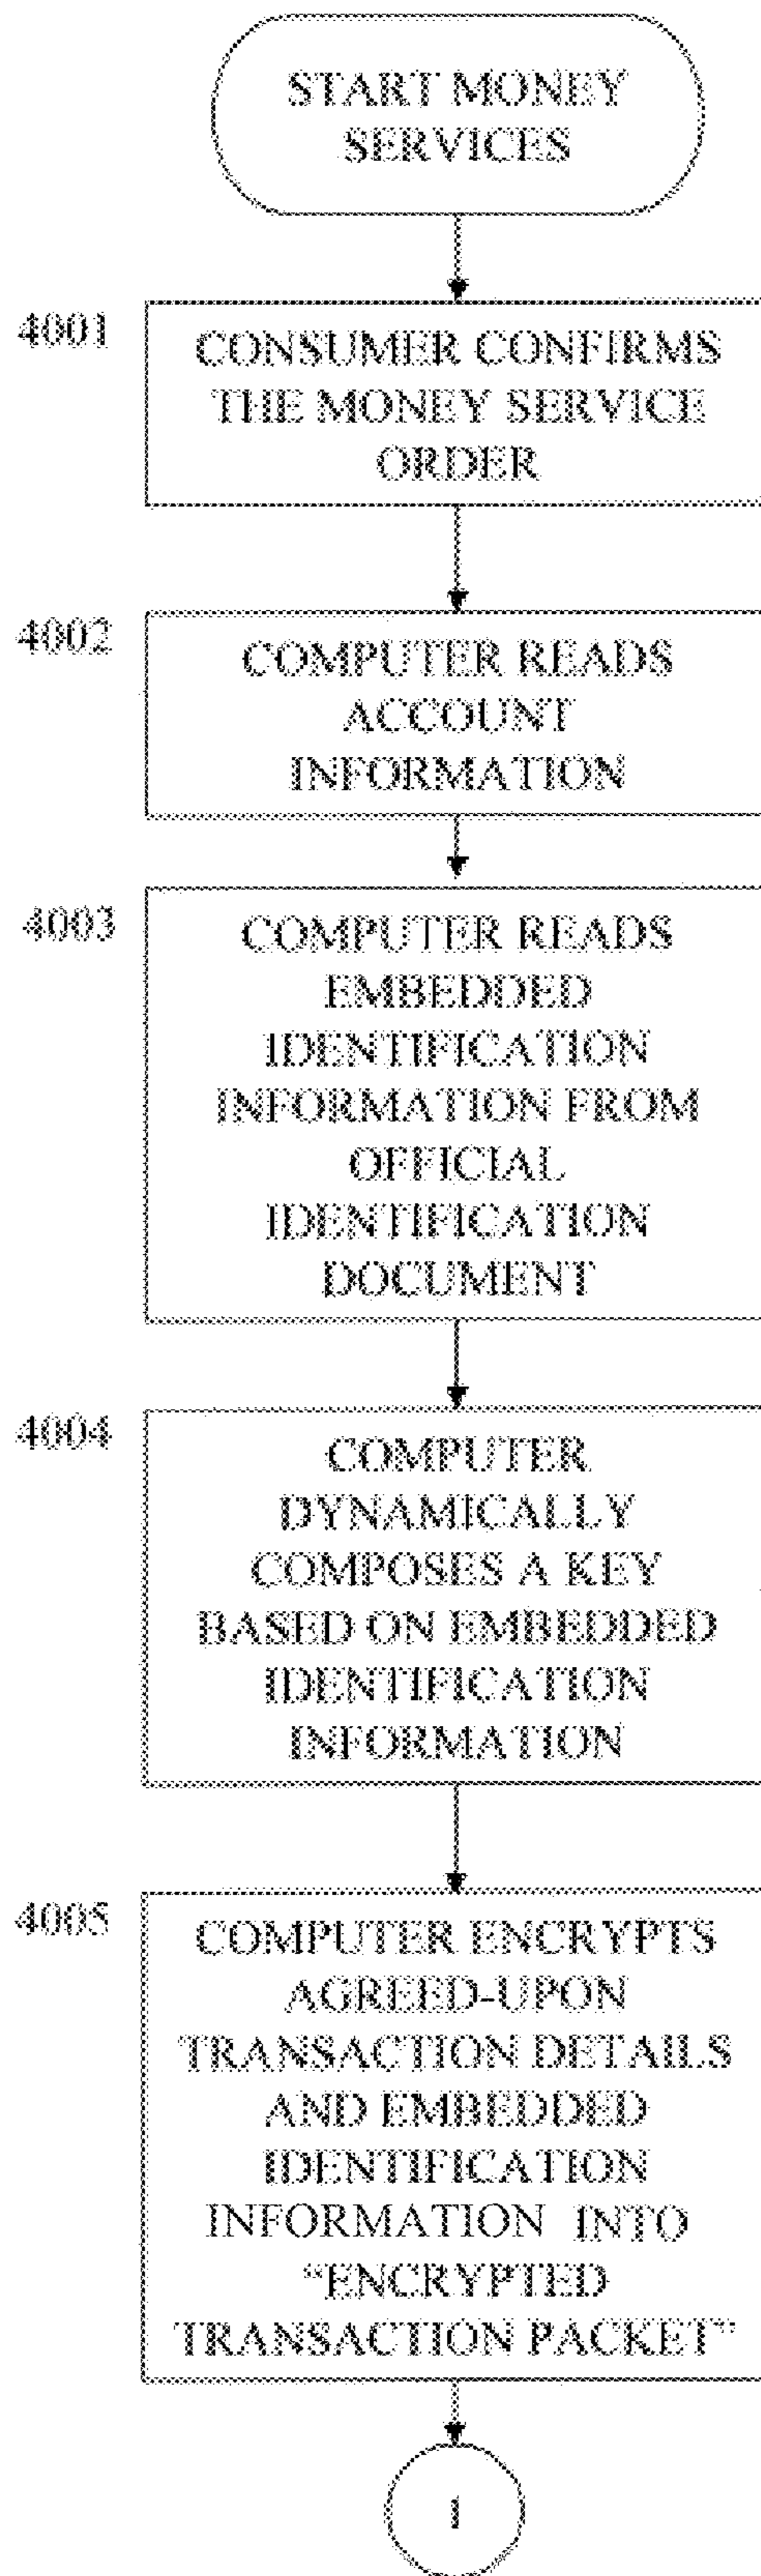 START MONEY
SERVICES
4001
CONSUMER CONFIRMS
THE MONEY SERVICE
ORDER
4002
COMPUTER READS
ACCOUNT
INFORMATION
4003
COMPUTER READS
EMBEDDED
IDENTIFICATION
INFORMATION FROM
OFFICIAL
IDENTIFICATION
DOCUMENT
4004
COMPUTER
DYNAMICALLY
COMPOSES A KEY
BASED ON EMBEDDED
IDENTIFICATION
INFORMATION
4005
COMPUTER ENCRYPTS
AGREED-UPON
TRANSACTION DETAILS
AND EMBEDDED
IDENTIFICATION
INFORMATION INTO
“ENCRYPTED
TRANSACTION PACKET”
1